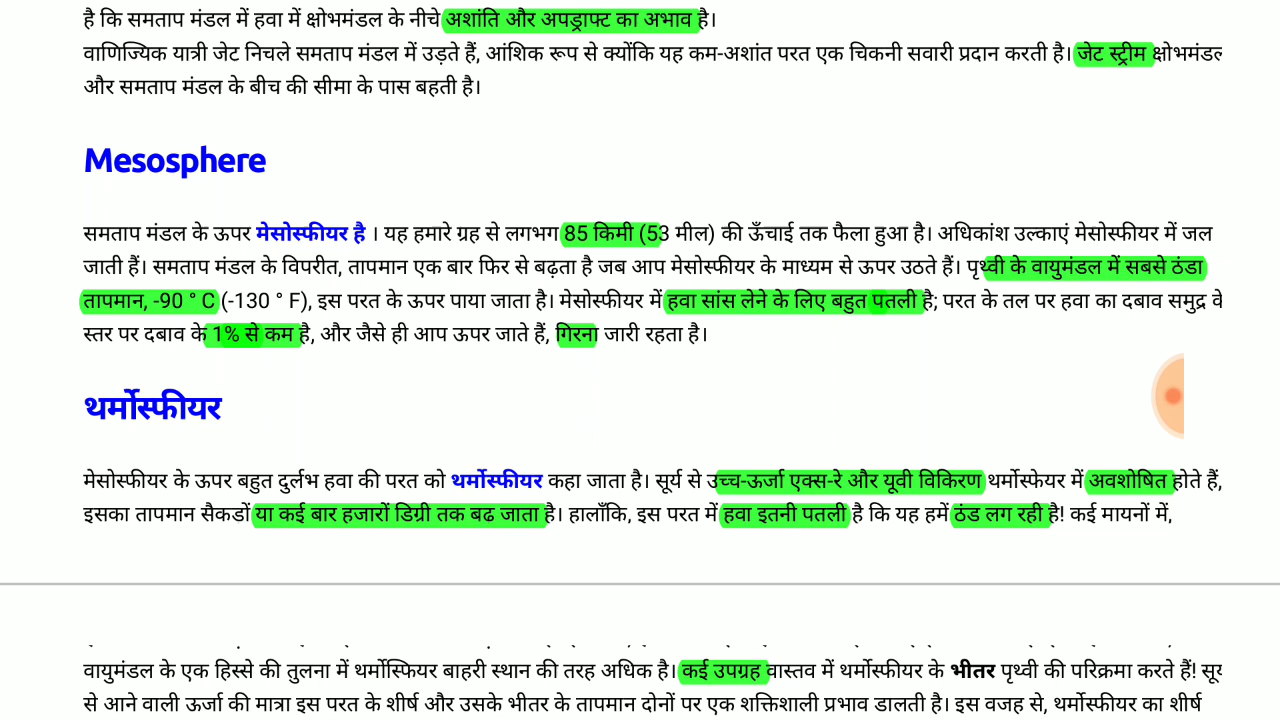 है कि समताप मंडल में हवा में क्षोभमंडल के नीचे अशांति और अपड्राफ्ट का अभाव है।
वाणिज्यिक यात्री जेट निचले समताप मंडल में उड़ते हैं, आंशिक रूप से क्योंकि यह कम-अशांत परत एक चिकनी सवारी प्रदान करती है। जेट स्ट्रीम क्षोभमंडल
और समताप मंडल के बीच की सीमा के पास बहती है।
Mesosphere
समताप मंडल के ऊपर मेसोस्फीयर है । यह हमारे ग्रह से लगभग 85 किमी (53 मील) की ऊँचाई तक फैला हुआ है। अधिकांश उल्काएं मेसोस्फीयर में जल
जाती हैं। समताप मंडल के विपरीत, तापमान एक बार फिर से बढ़ता है जब आप मेसोस्फीयर के माध्यम से ऊपर उठते हैं। पृथ्वी के वायुमंडल में सबसे ठंडा
तापमान, -90 ° C (-130 ° F), इस परत के ऊपर पाया जाता है। मेसोस्फीयर में हवा सांस लेने के लिए बहुत पतली है; परत के तल पर हवा का दबाव समुद्र के
स्तर पर दबाव के 1% से कम है, और जैसे ही आप ऊपर जाते हैं, गिरना जारी रहता है।
थर्मोस्फीयर
मेसोस्फीयर के ऊपर बहुत दुर्लभ हवा की परत को थर्मोस्फीयर कहा जाता है। सूर्य से उच्च-ऊर्जा एक्स-रे और यूवी विकिरण थर्मोस्फेयर में अवशोषित होते हैं,
इसका तापमान सैकडों या कई बार हजारों डिग्री तक बढ जाता है। हालाँकि, इस परत में हवा इतनी पतली है कि यह हमें ठंड लग रही है! कई मायनों में,
वायुमंडल के एक हिस्से की तुलना में थर्मोस्फियर बाहरी स्थान की तरह अधिक है। कई उपग्रह वास्तव में थर्मोस्फीयर के भीतर पृथ्वी की परिक्रमा करते हैं! सूर्य
से आने वाली ऊर्जा की मात्रा इस परत के शीर्ष और उसके भीतर के तापमान दोनों पर एक शक्तिशाली प्रभाव डालती है। इस वजह से, थर्मोस्फीयर का शीर्ष